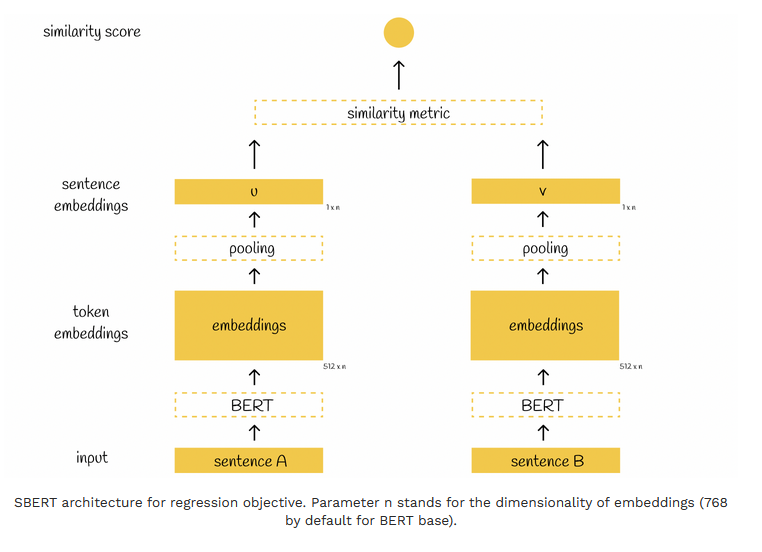 similarity score
similarity metric
sentence
embeddings
u
v
1 x n
1 x n
pooling
pooling
token
embeddings
embeddings
embeddings
512 x n
512 x n
BERT
BERT
input
sentence A
sentence B
SBERT architecture for regression objective. Parameter n stands for the dimensionality of embeddings (768
by default for BERT base).